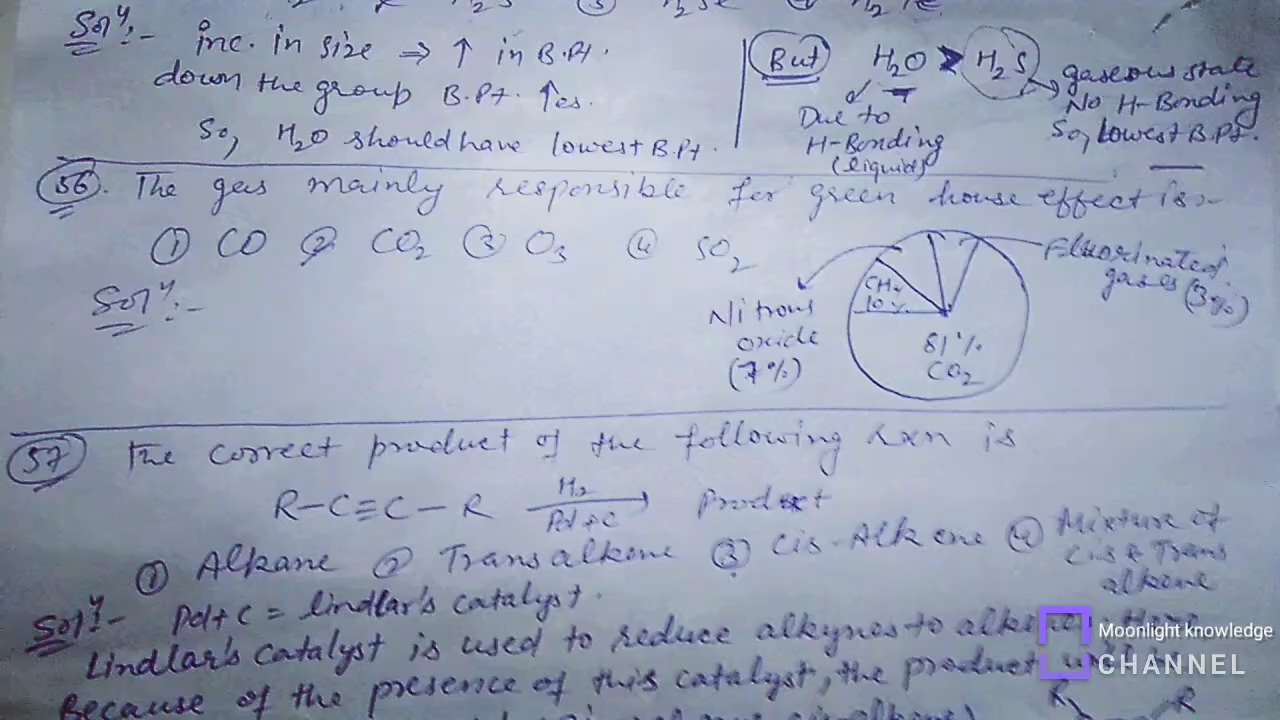 Solⁿ:- inc. in size ⇒ ↑ in B.Pt.
down the group B.Pt. ↑es.
So, H₂O should have lowest B.Pt.
But H₂O > H₂S
Due to
H-Bonding
(liquid)
gaseous state
No H-Bonding
So, lowest B.Pt.
56. The gas mainly responsible for green house effect is:-
① CO ② CO₂ ③ O₃ ④ SO₂
Solⁿ:-
Nitrous
oxide
(7%)
CH₄
10%
81%
CO₂
Fluorinated
gases (3%)
57 The correct product of the following rxn is
R-C≡C-R H₂ Pd+C Product
① Alkane ② Trans alkene ③ Cis-Alkene ④ Mixture of
Cis & Trans
alkene
Solⁿ:- Pd+C = lindlar's catalyst.
Lindlar's catalyst is used to reduce alkynes to
Because of the presence of this catalyst, the product
R R
Moonlight knowledge
CHANNEL